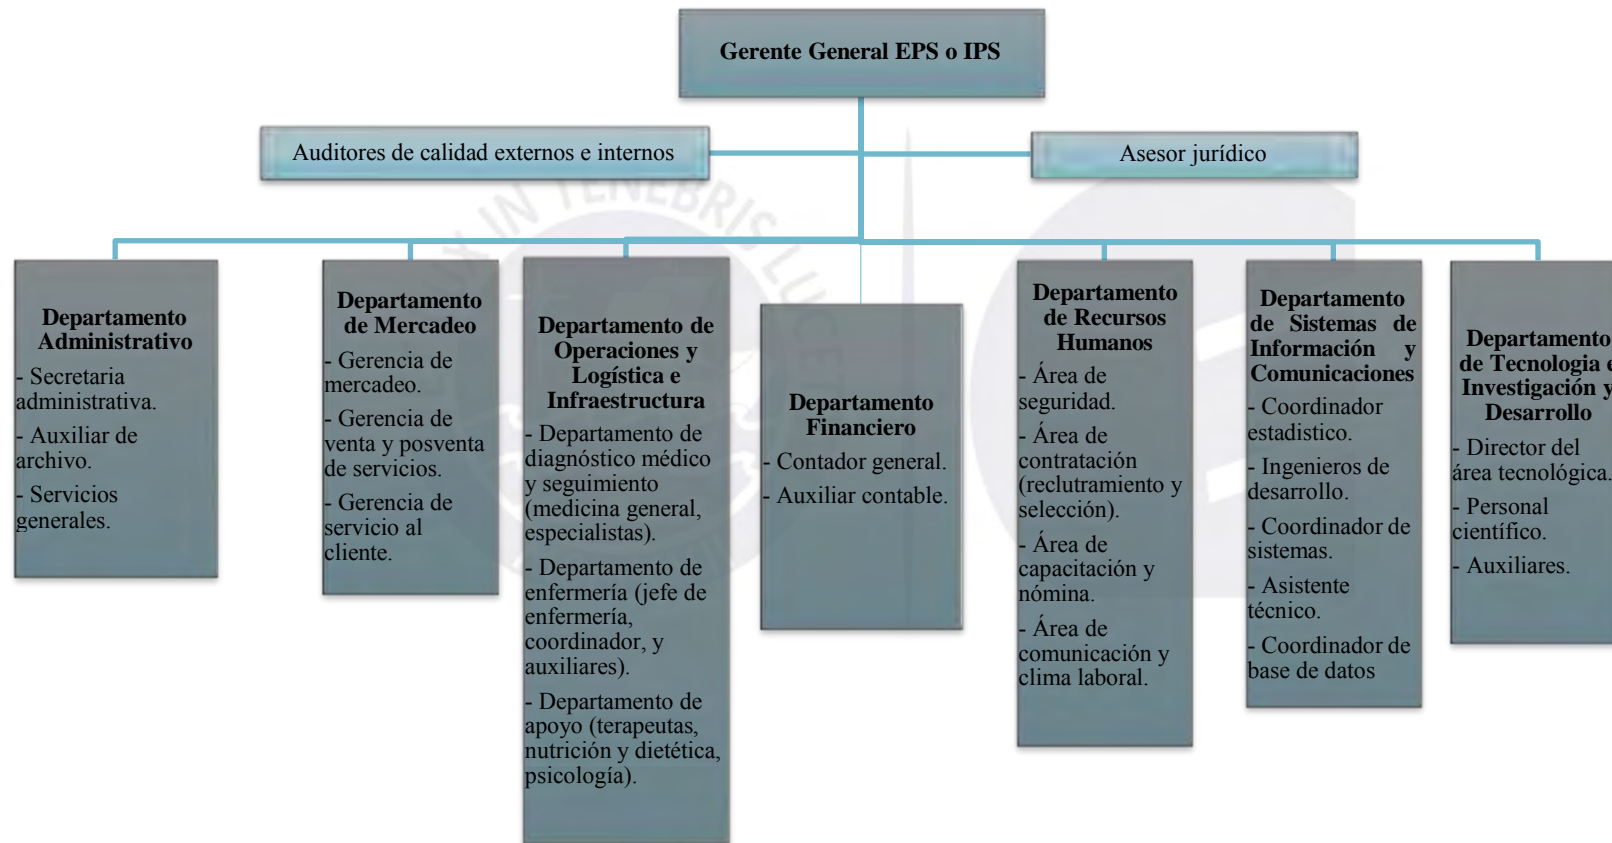 Gerente General EPS o IPS
Auditores de calidad externos e internos
Asesor jurídico
Departamento
Administrativo
- Secretaria
administrativa.
- Auxiliar de
archivo.
- Servicios
generales.
Departamento
de Mercadeo
- Gerencia de
mercadeo.
- Gerencia de
venta y posventa
de servicios.
- Gerencia de
servicio al
cliente.
Departamento de
Operaciones y
Logística e
Infraestructura
- Departamento de
diagnóstico médico
y seguimiento
(medicina general,
especialistas).
- Departamento de
enfermería (jefe de
enfermería,
coordinador, y
auxiliares).
- Departamento de
apoyo (terapeutas,
nutrición y dietética,
psicología).
Departamento
Financiero
- Contador general.
- Auxiliar contable.
Departamento
de Recursos
Humanos
- Área de
seguridad.
- Área de
contratación
(reclutramiento y
selección).
- Área de
capacitación y
nómina.
- Área de
comunicación y
clima laboral.
Departamento
de Sistemas de
Información y
Comunicaciones
- Coordinador
estadistico.
- Ingenieros de
desarrollo.
- Coordinador de
sistemas.
- Asistente
técnico.
- Coordinador de
base de datos
Departamento
de Tecnologia e
Investigación y
Desarrollo
- Director del
área tecnológica.
- Personal
científico.
- Auxiliares.
IN TENEBRIS